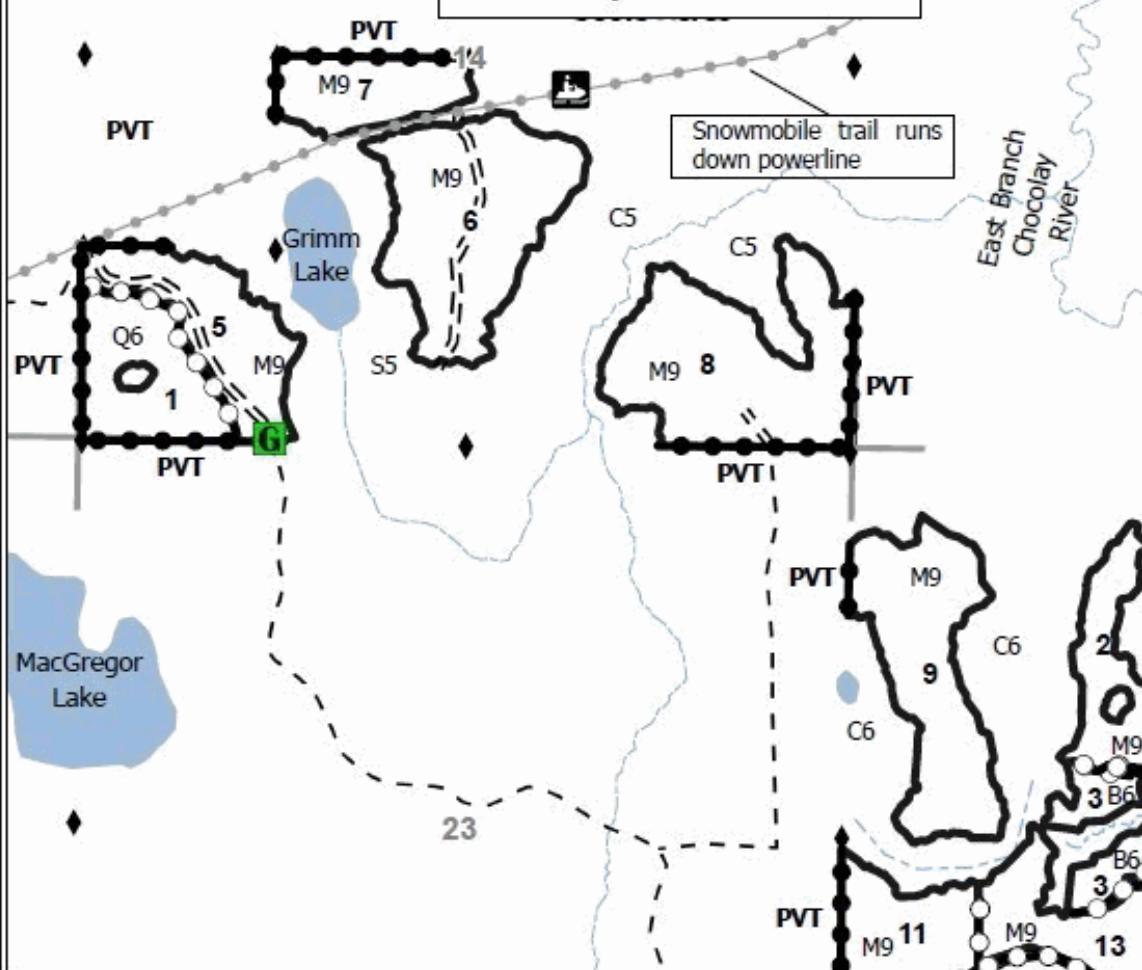 PVT
14
M9 7
PVT
Snowmobile trail runs
down powerline
M9
East Branch
Chocolay
River
6
C5
Grimm
Lake
C5
5
Q6
M9
S5
M9 8
PVT
PVT
1
G
PVT
PVT
M9
PVT
C6
2
MacGregor
Lake
9
C6
M9
3 B6
23
B6
3
PVT
M9 11
M9
13